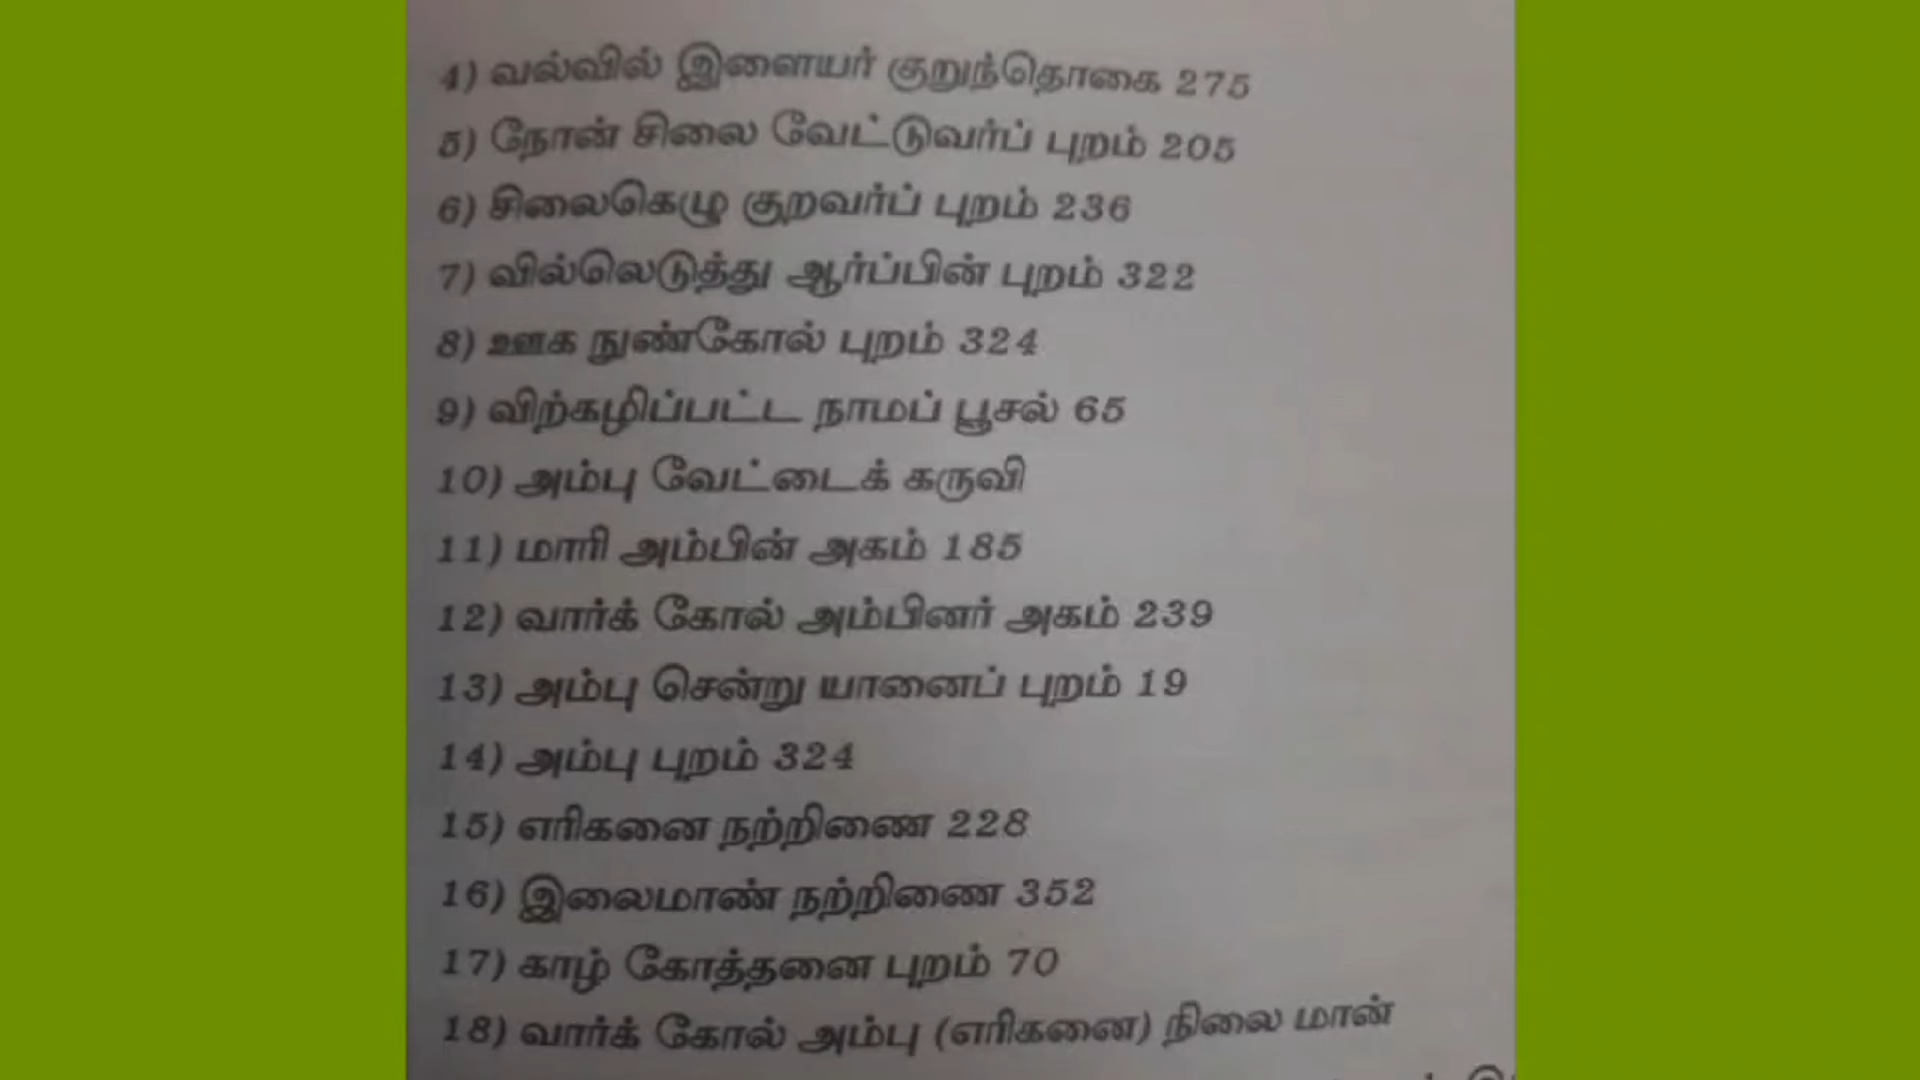 4) வல்வில் இளையர் குறுந்தொகை 275
5) நோன் சிலை வேட்டுவர்ப் புறம் 205
6) சிலைகெழு குறவர்ப் புறம் 236
7) வில்லெடுத்து ஆர்ப்பின் புறம் 322
8) ஊக நுண்கோல் புறம் 324
9) விற்கழிப்பட்ட நாமப் பூசல் 65
10) அம்பு வேட்டைக் கருவி
11) மாரி அம்பின் அகம் 185
12) வார்க் கோல் அம்பினர் அகம் 239
13) அம்பு சென்று யானைப் புறம் 19
14) அம்பு புறம் 324
15) எரிகனை நற்றிணை 228
16) இலைமாண் நற்றிணை 352
17) காழ் கோத்தனை புறம் 70
18) வார்க் கோல் அம்பு (எரிகனை) நிலை மான்